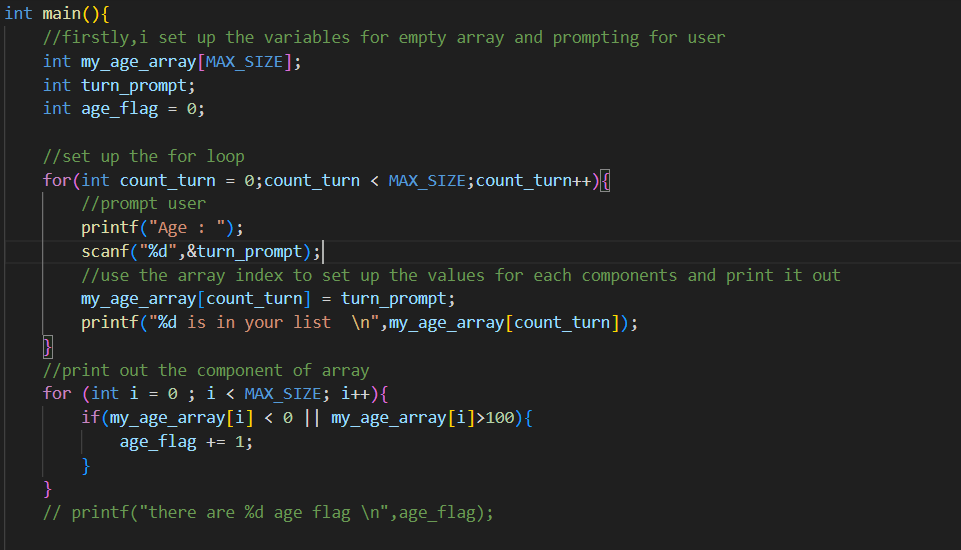 int main(){
//firstly,i set up the variables for empty array and prompting for user
int my_age_array[MAX_SIZE];
int turn_prompt;
int age_flag = 0;
//set up the for loop
for(int count_turn = 0;count_turn < MAX_SIZE;count_turn++){
//prompt user
printf("Age : ");
scanf("%d",&turn_prompt);
//use the array index to set up the values for each components and print it out
my_age_array[count_turn] = turn_prompt;
printf("%d is in your list  \n",my_age_array[count_turn]);
}
//print out the component of array
for (int i = 0 ; i < MAX_SIZE; i++){
if(my_age_array[i] < 0 || my_age_array[i]>100){
age_flag += 1;
}
}
// printf("there are %d age flag \n",age_flag);